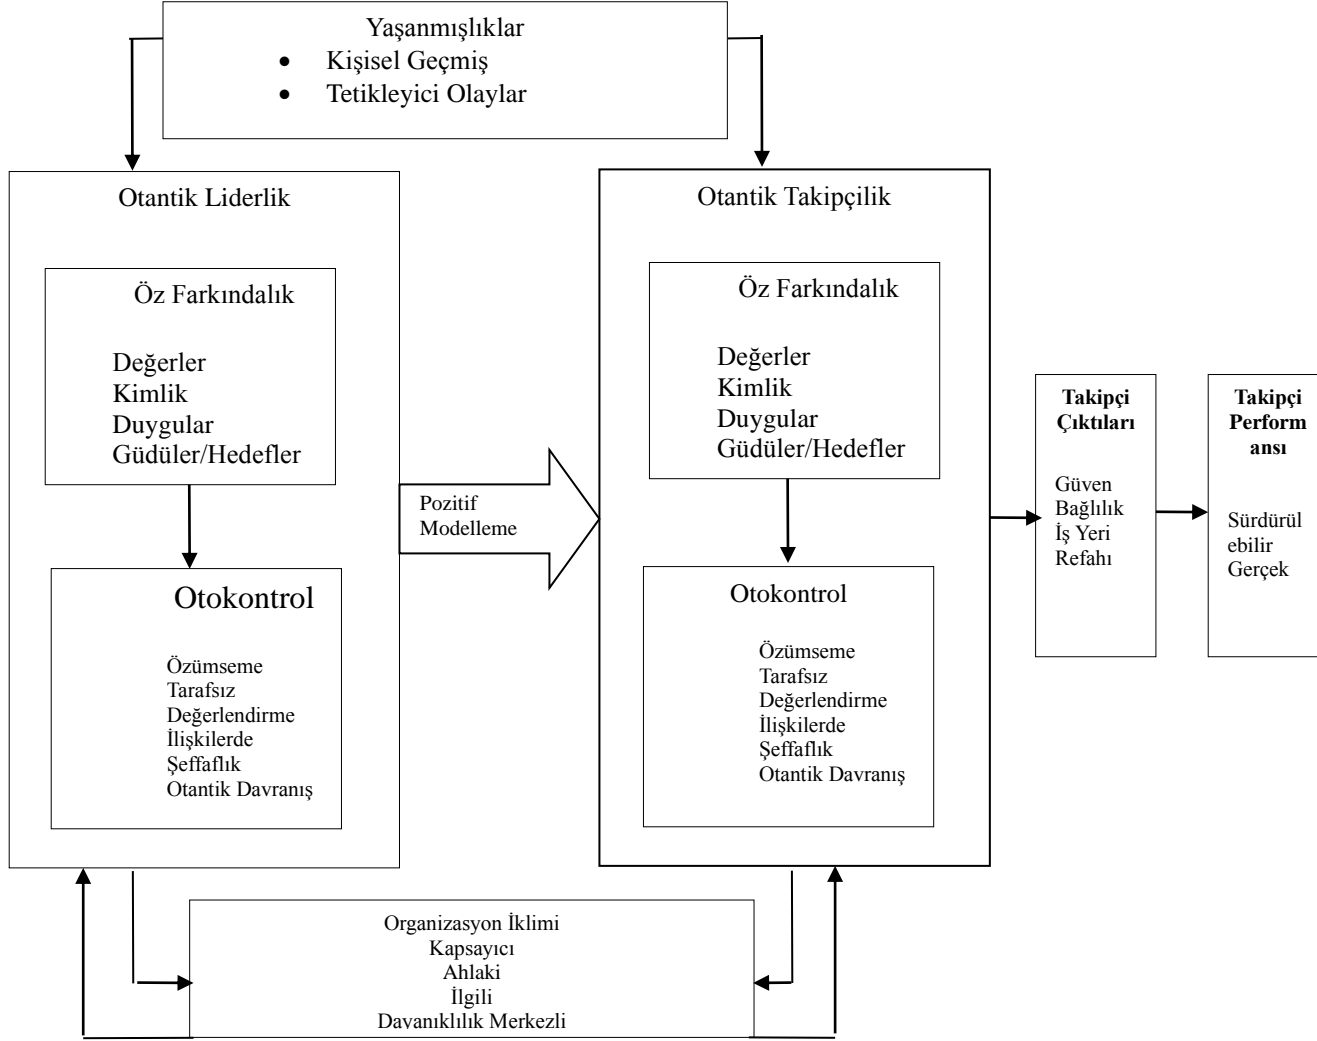 Yaşanmışlıklar
• Kişisel Geçmiş
• Tetikleyici Olaylar
Otantik Liderlik
Öz Farkındalık
Değerler
Kimlik
Duygular
Güdüler/Hedefler
Otokontrol
Özümseme
Tarafsız
Değerlendirme
İlişkilerde
Şeffaflık
Otantik Davranış
Pozitif
Modelleme
Otantik Takipçilik
Öz Farkındalık
Değerler
Kimlik
Duygular
Güdüler/Hedefler
Otokontrol
Özümseme
Tarafsız
Değerlendirme
İlişkilerde
Şeffaflık
Otantik Davranış
Takipçi
Çıktıları
Güven
Bağlılık
İş Yeri
Refahı
Takipçi
Perform
ansı
Sürdürül
ebilir
Gerçek
Organizasyon İklimi
Kapsayıcı
Ahlaki
İlgili
Dayanıklılık Merkezli